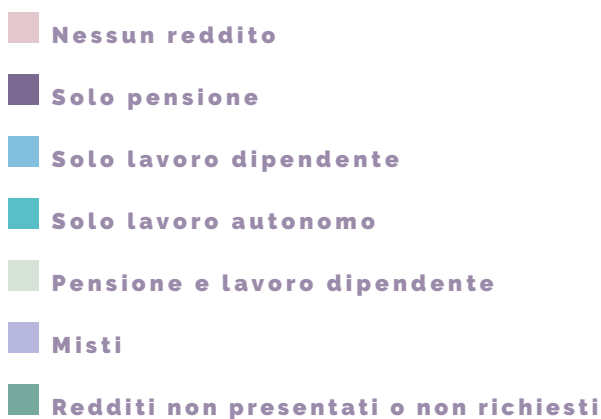 Nessun reddito
Solo pensione
Solo lavoro dipendente
Solo lavoro autonomo
Pensione e lavoro dipendente
Misti
Redditi non presentati o non richiesti